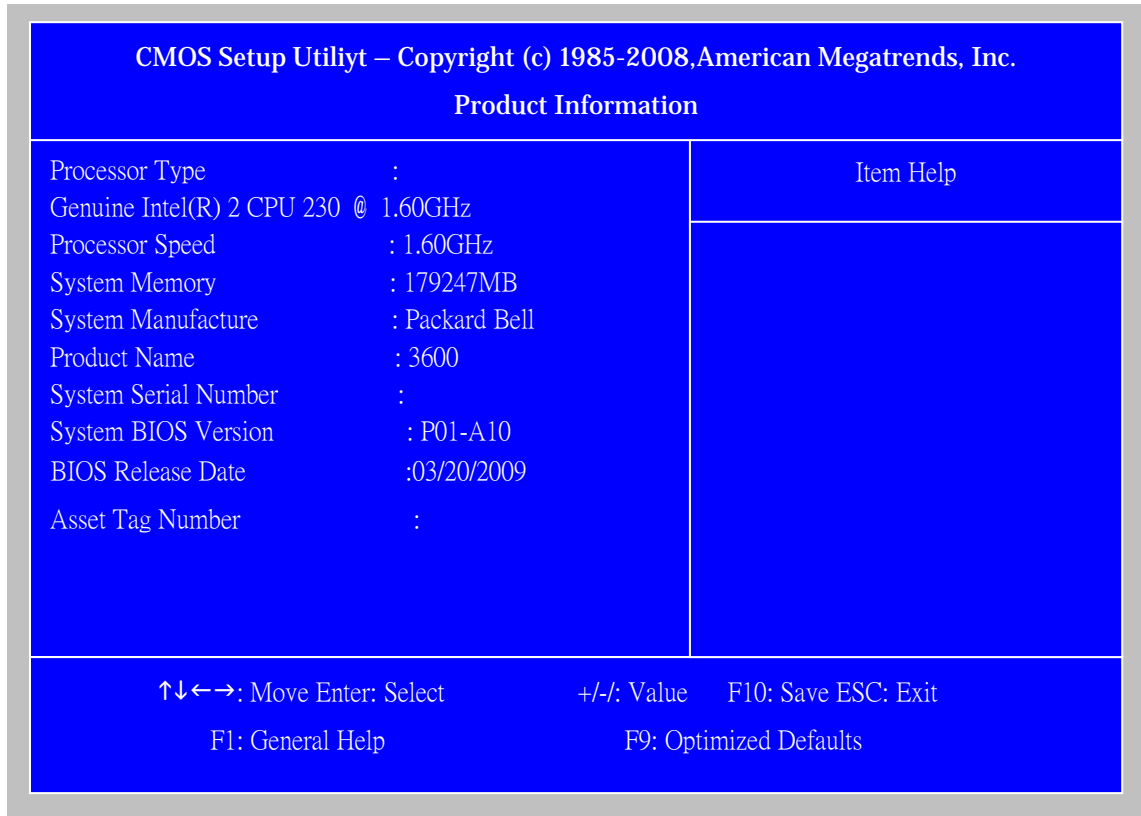 CMOS Setup Utiliyt – Copyright (c) 1985-2008,American Megatrends, Inc.
Product Information
Processor Type :
Genuine Intel(R) 2 CPU 230 @ 1.60GHz
Processor Speed : 1.60GHz
System Memory : 179247MB
System Manufacture : Packard Bell
Product Name : 3600
System Serial Number :
System BIOS Version : P01-A10
BIOS Release Date :03/20/2009
Asset Tag Number :
Item Help
↑↓←→: Move Enter: Select +/-/: Value F10: Save ESC: Exit
F1: General Help F9: Optimized Defaults